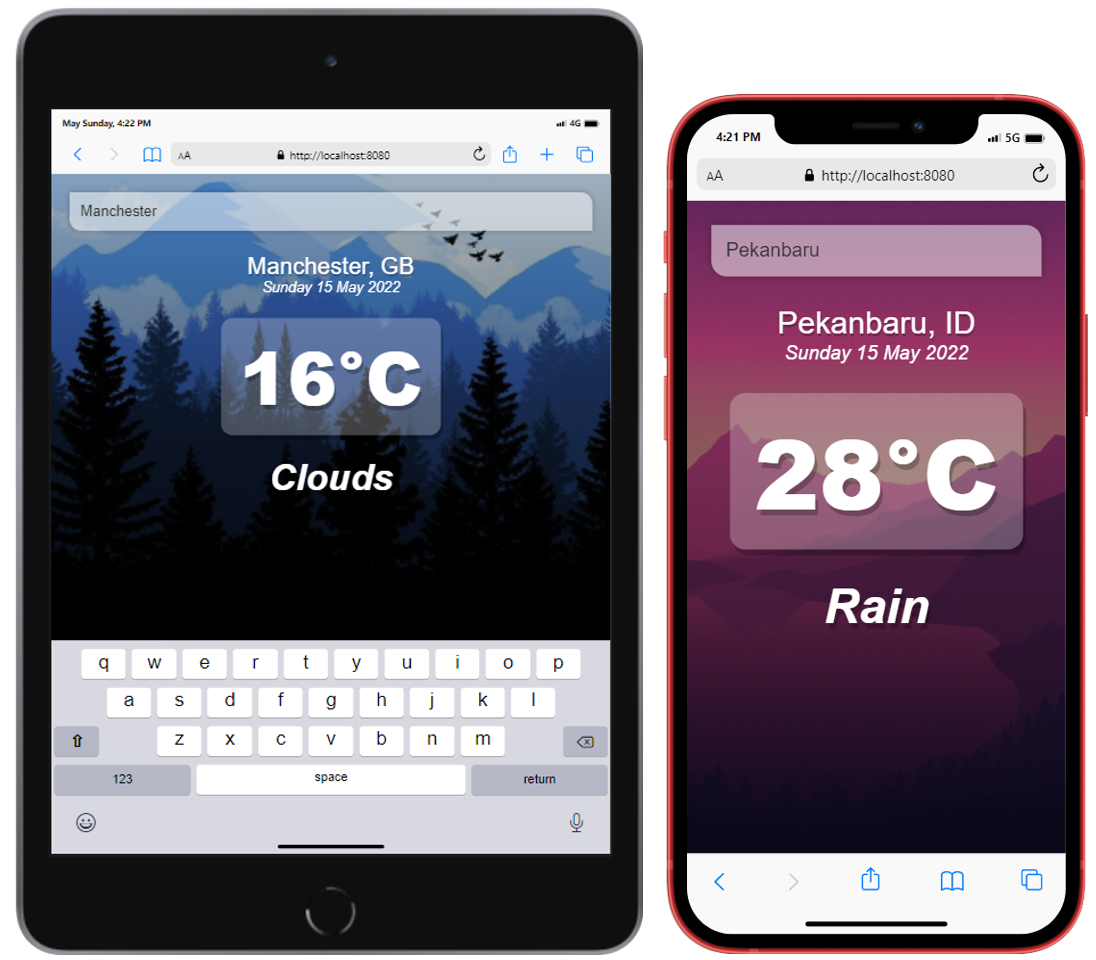 May Sunday, 4:22 PM
4G
AA
http://localhost:8080
Manchester
Manchester, GB
Sunday 15 May 2022
16°C
Clouds
q w e r t y u i o p
a s d f g h j k l
z x c v b n m
123 space return
4:21 PM
5G
AA
http://localhost:8080
Pekanbaru
Pekanbaru, ID
Sunday 15 May 2022
28°C
Rain